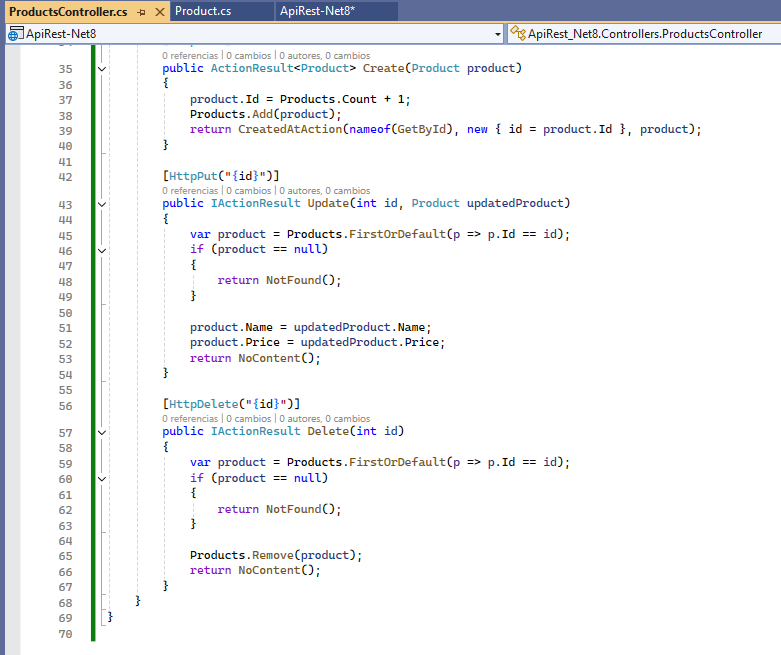 ProductsController.cs Product.cs ApiRest-Net8*
ApiRest-Net8 ApiRest_Net8.Controllers.ProductsController
0 referencias | 0 cambios | 0 autores, 0 cambios
35 public ActionResult<Product> Create(Product product)
36 {
37 product.Id = Products.Count + 1;
38 Products.Add(product);
39 return CreatedAtAction(nameof(GetById), new { id = product.Id }, product);
40 }
41
42 [HttpPut("{id}")]
0 referencias | 0 cambios | 0 autores, 0 cambios
43 public IActionResult Update(int id, Product updatedProduct)
44 {
45 var product = Products.FirstOrDefault(p => p.Id == id);
46 if (product == null)
47 {
48 return NotFound();
49 }
50
51 product.Name = updatedProduct.Name;
52 product.Price = updatedProduct.Price;
53 return NoContent();
54 }
55
56 [HttpDelete("{id}")]
0 referencias | 0 cambios | 0 autores, 0 cambios
57 public IActionResult Delete(int id)
58 {
59 var product = Products.FirstOrDefault(p => p.Id == id);
60 if (product == null)
61 {
62 return NotFound();
63 }
64
65 Products.Remove(product);
66 return NoContent();
67 }
68 }
69 }
70